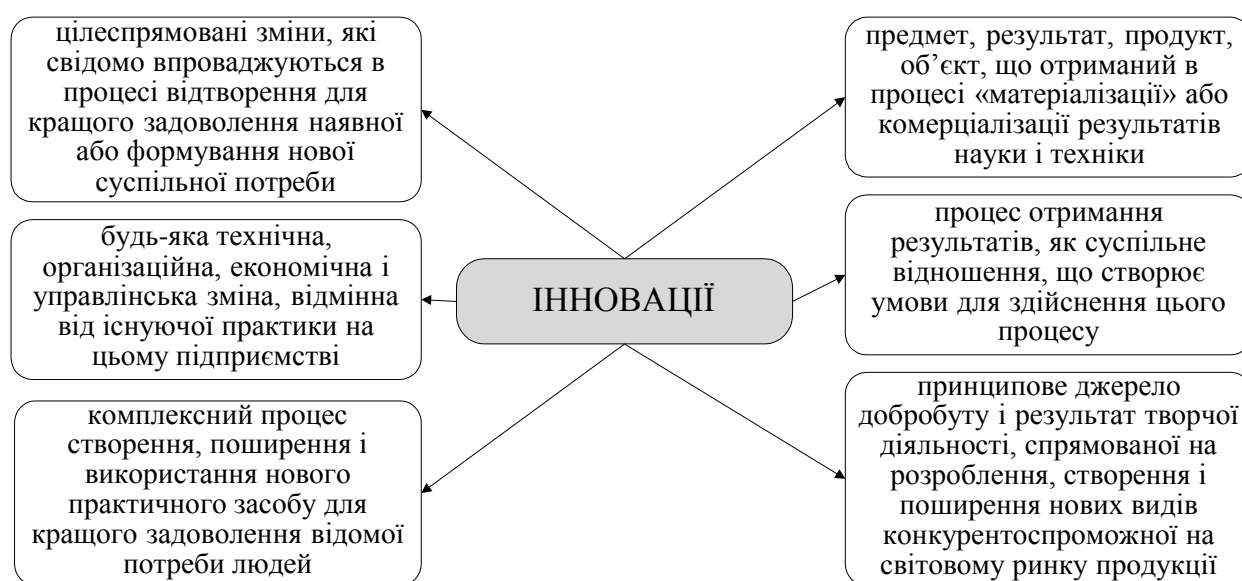 цілеспрямовані зміни, які
свідомо впроваджуються в
процесі відтворення для
кращого задоволення наявної
або формування нової
суспільної потреби
будь-яка технічна,
організаційна, економічна і
управлінська зміна, відмінна
від існуючої практики на
цьому підприємстві
комплексний процес
створення, поширення і
використання нового
практичного засобу для
кращого задоволення відомої
потреби людей
ІННОВАЦІЇ
предмет, результат, продукт,
об’єкт, що отриманий в
процесі «матеріалізації» або
комерціалізації результатів
науки і техніки
процес отримання
результатів, як суспільне
відношення, що створює
умови для здійснення цього
процесу
принципове джерело
добробуту і результат творчої
діяльності, спрямованої на
розроблення, створення і
поширення нових видів
конкурентоспроможної на
світовому ринку продукції